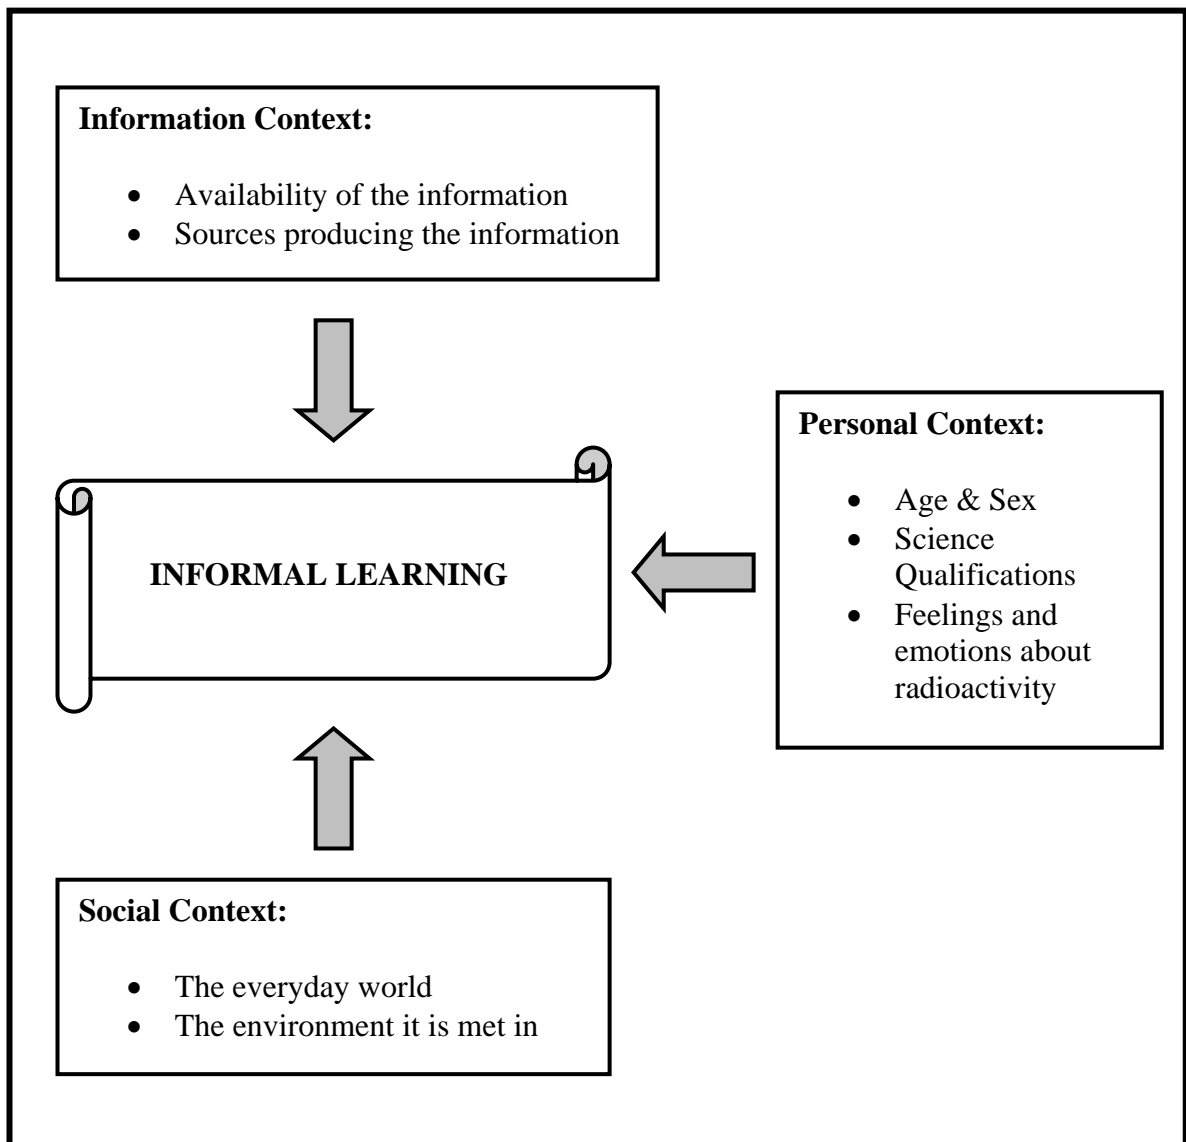 Information Context:
• Availability of the information
• Sources producing the information
Personal Context:
• Age & Sex
• Science
Qualifications
• Feelings and
emotions about
radioactivity
INFORMAL LEARNING
Social Context:
• The everyday world
• The environment it is met in